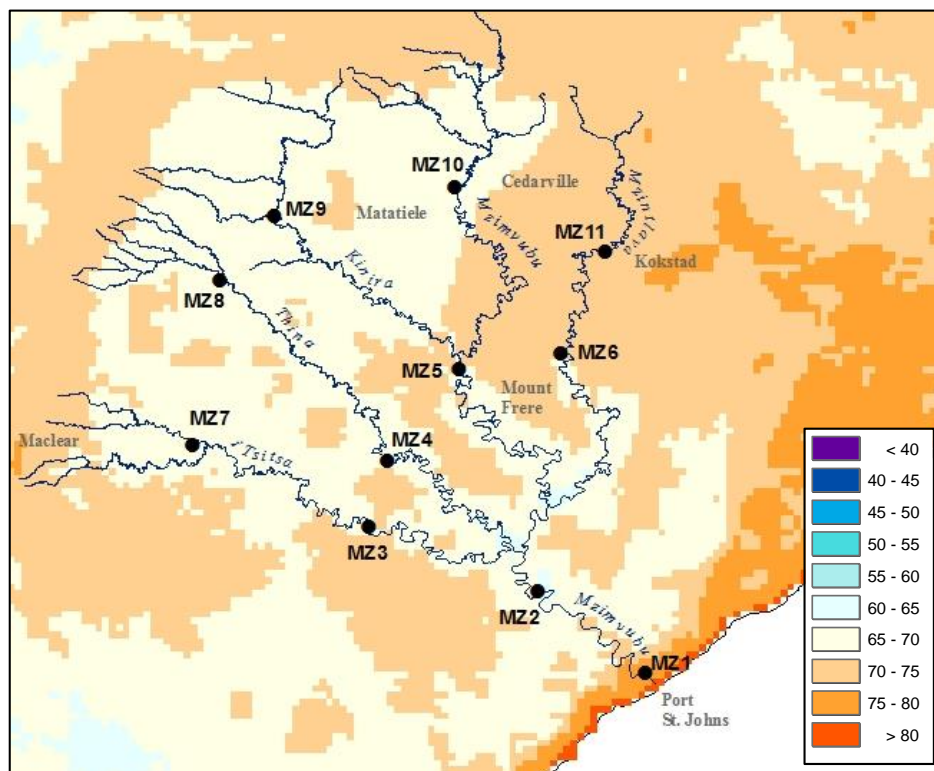 MZ10
Cedarville
Mzintlava
MZ9
Matatiele
Mzimvubu
MZ11
Kokstad
Kinira
MZ8
Thina
MZ6
MZ5
Mount
Frere
MZ7
Maclear
Tsitsa
MZ4
MZ3
MZ2
Mzimvubu
MZ1
Port
St. Johns
< 40
40 - 45
45 - 50
50 - 55
55 - 60
60 - 65
65 - 70
70 - 75
75 - 80
> 80